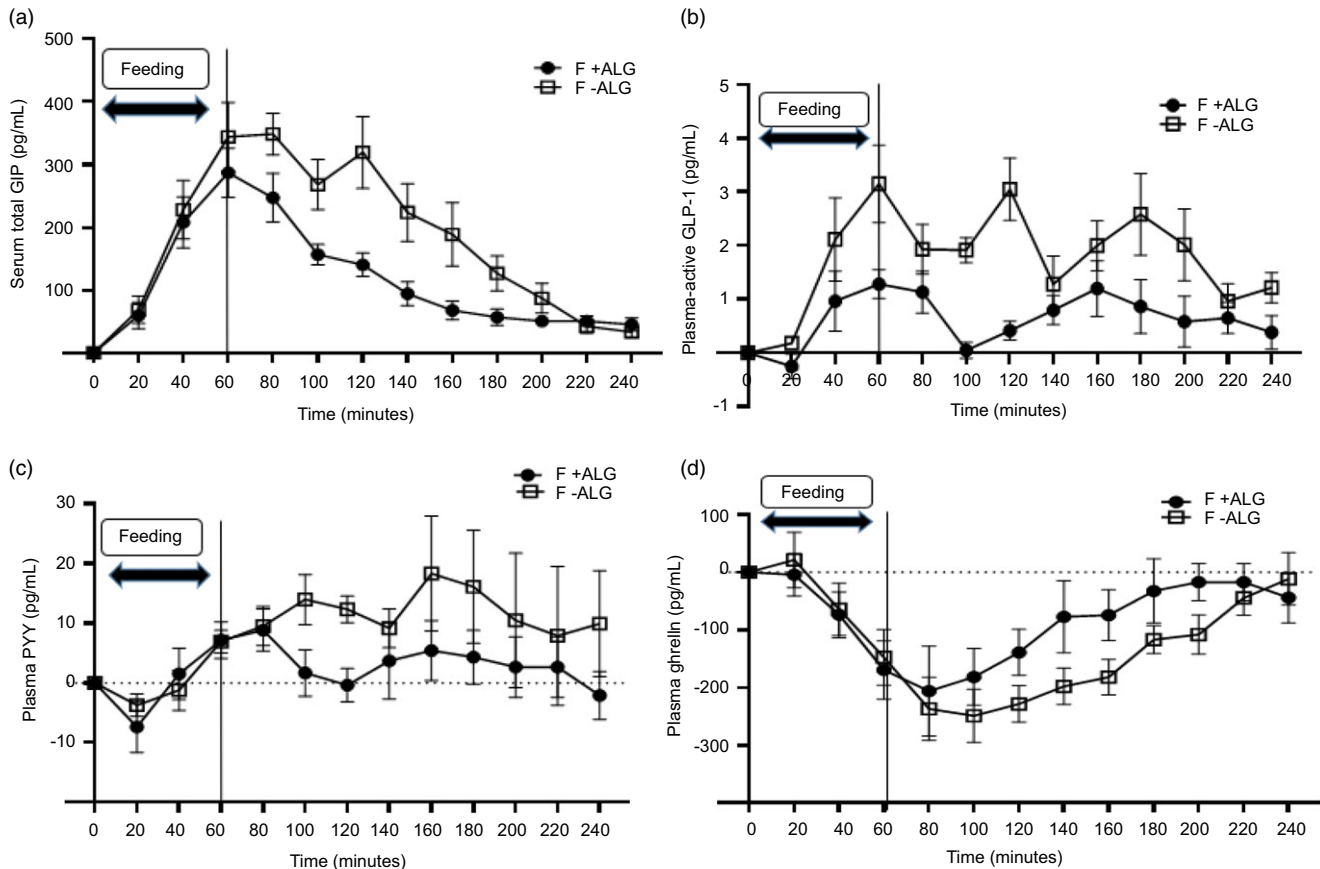 (a)
500
400
300
200
100
Serum total GIP (pg/mL)
Feeding
F +ALG
F -ALG
0 20 40 60 80 100 120 140 160 180 200 220 240
Time (minutes)
(b)
5
4
3
2
1
-1
Plasma-active GLP-1 (pg/mL)
Feeding
F +ALG
F -ALG
0 20 40 60 80 100 120 140 160 180 200 220 240
Time (minutes)
(c)
30
20
10
0
-10
Plasma PYY (pg/mL)
Feeding
F +ALG
F -ALG
0 20 40 60 80 100 120 140 160 180 200 220 240
Time (minutes)
(d)
100
0
-100
-200
-300
Plasma ghrelln (pg/mL)
Feeding
F +ALG
F -ALG
0 20 40 60 80 100 120 140 160 180 200 220 240
Time (minutes)